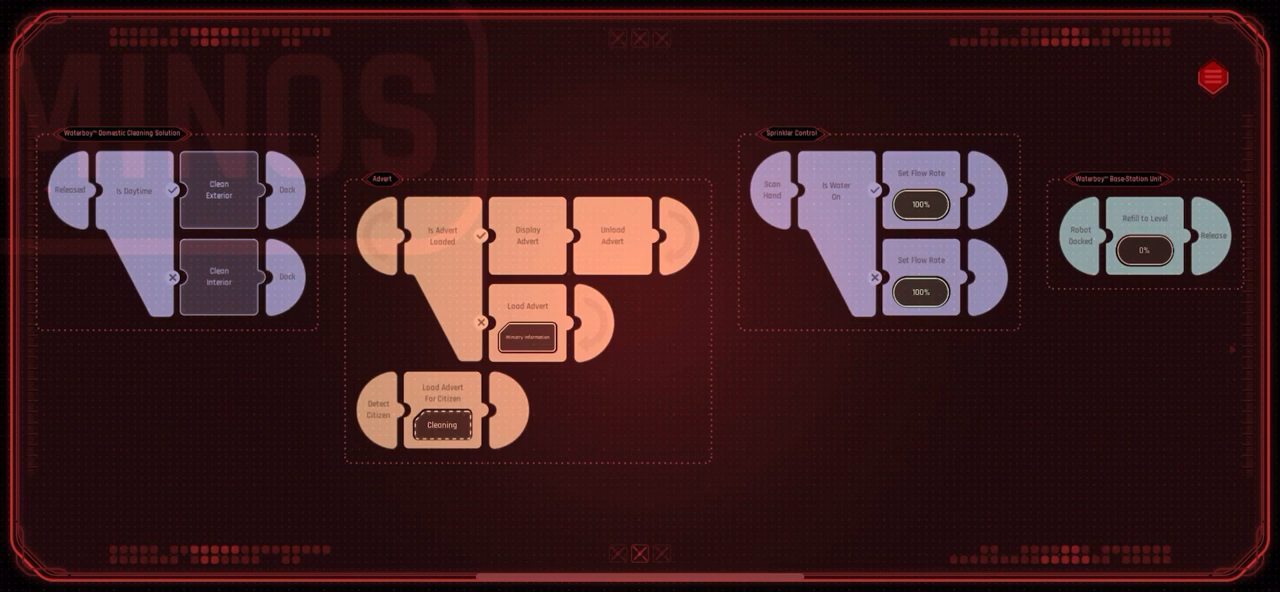 MINOS
Waterboy™ Domestic Cleaning Solution
Released
Is Daytime
Clean
Exterior
Dock
Clean
Interior
Dock
Advert
Is Advert
Loaded
Display
Advert
Unload
Advert
Load Advert
Ministry Information
Detect
Citizen
Load Advert
For Citizen
Cleaning
Sprinkler Control
Scan
Hand
Is Water
On
Set Flow Rate
100%
Set Flow Rate
100%
Waterboy™ Base-Station Unit
Robot
Docked
Refill to Level
0%
Release